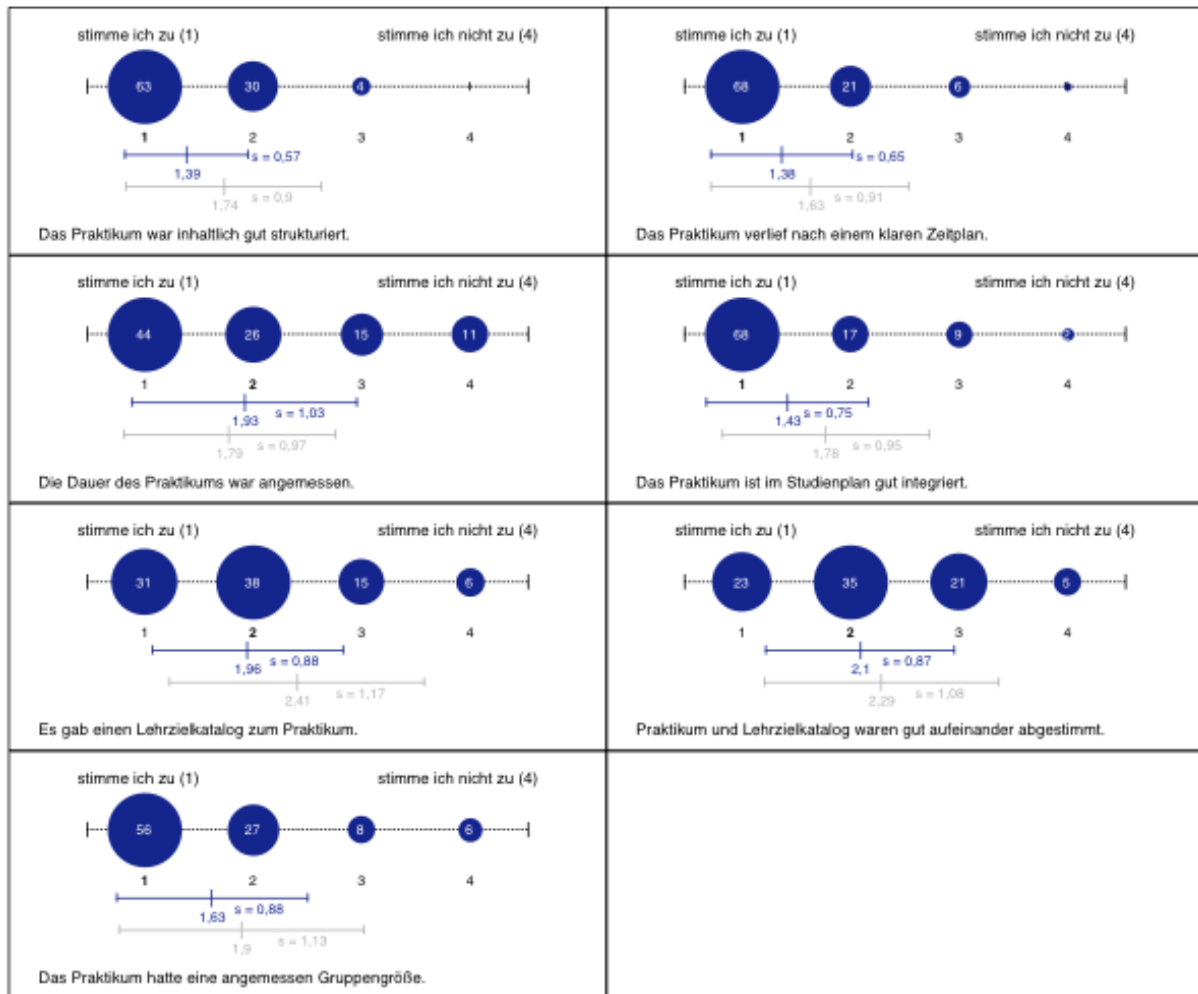 stimme ich zu (1) stimme ich nicht zu (4)
63 30 4
1 2 3 4
s = 0,57
1,39
s = 0,9
1,74
Das Praktikum war inhaltlich gut strukturiert.
stimme ich zu (1) stimme ich nicht zu (4)
68 21 6
1 2 3 4
s = 0,65
1,38
s = 0,91
1,63
Das Praktikum verlief nach einem klaren Zeitplan.
stimme ich zu (1) stimme ich nicht zu (4)
44 26 15 11
1 2 3 4
s = 1,03
1,93
s = 0,97
1,79
Die Dauer des Praktikums war angemessen.
stimme ich zu (1) stimme ich nicht zu (4)
68 17 9 2
1 2 3 4
s = 0,75
1,43
s = 0,95
1,78
Das Praktikum ist im Studienplan gut integriert.
stimme ich zu (1) stimme ich nicht zu (4)
31 38 15 6
1 2 3 4
s = 0,88
1,96
s = 1,17
2,41
Es gab einen Lehrzielkatalog zum Praktikum.
stimme ich zu (1) stimme ich nicht zu (4)
23 35 21 5
1 2 3 4
s = 0,87
2,1
s = 1,08
2,29
Praktikum und Lehrzielkatalog waren gut aufeinander abgestimmt.
stimme ich zu (1) stimme ich nicht zu (4)
56 27 8 6
1 2 3 4
s = 0,88
1,63
s = 1,13
1,9
Das Praktikum hatte eine angemessen Gruppengröße.